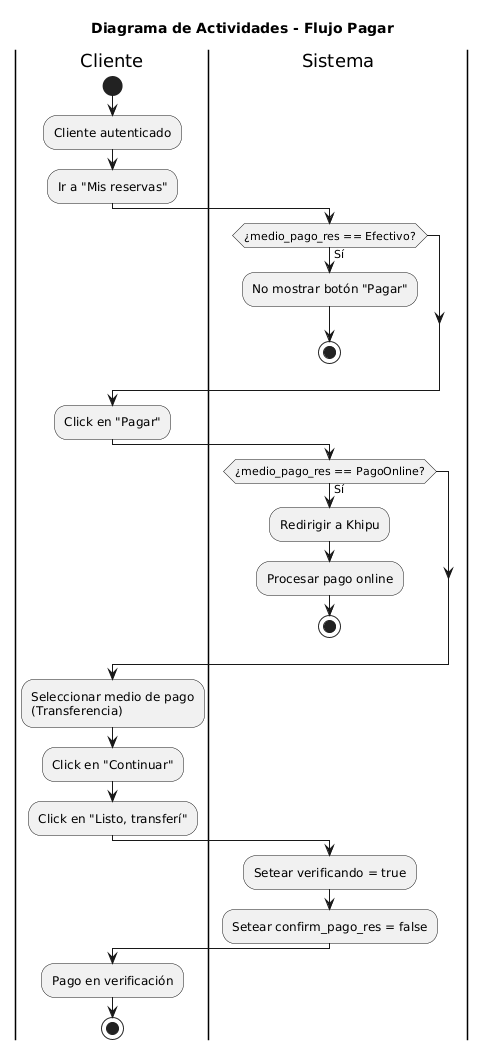 Diagrama de Actividades - Flujo Pagar
Cliente
Sistema
Cliente autenticado
Ir a "Mis reservas"
¿medio_pago_res == Efectivo?
Sí
No mostrar botón "Pagar"
Click en "Pagar"
¿medio_pago_res == PagoOnline?
Sí
Redirigir a Khipu
Procesar pago online
Seleccionar medio de pago
(Transferencia)
Click en "Continuar"
Click en "Listo, transferí"
Setear verificando = true
Setear confirm_pago_res = false
Pago en verificación